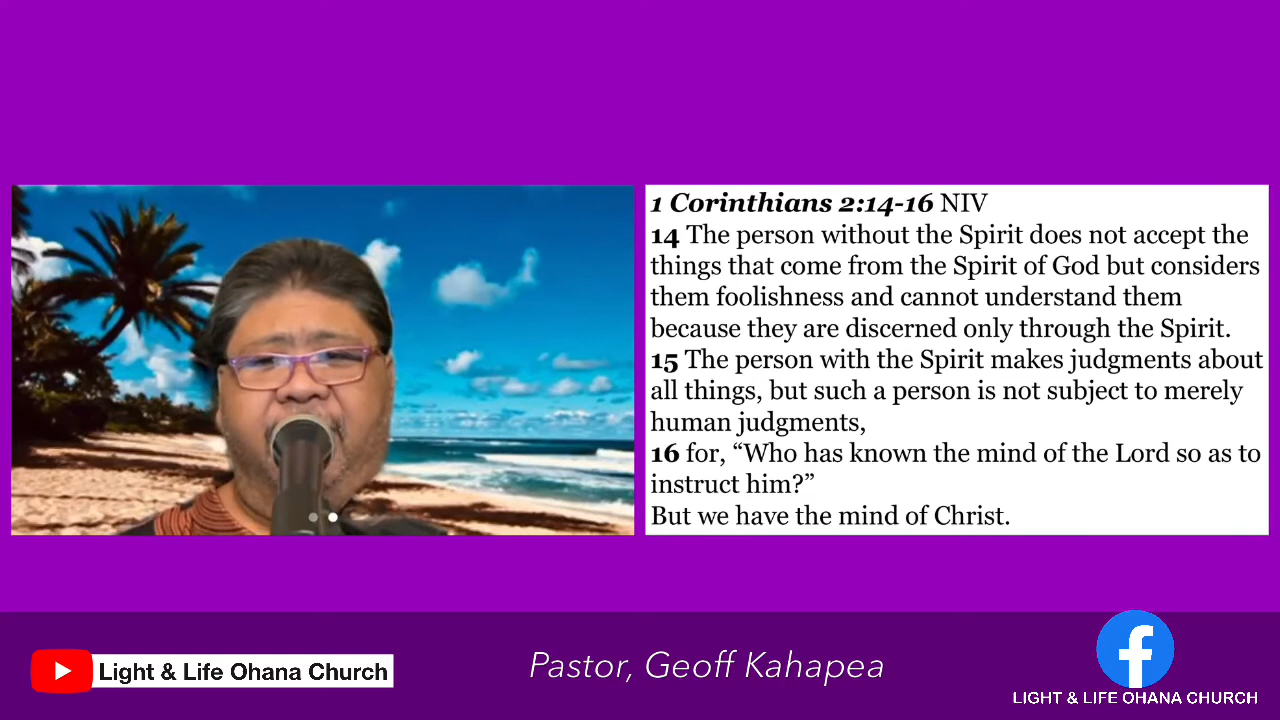 1 Corinthians 2:14-16 NIV
14 The person without the Spirit does not accept the
things that come from the Spirit of God but considers
them foolishness and cannot understand them
because they are discerned only through the Spirit.
15 The person with the Spirit makes judgments about
all things, but such a person is not subject to merely
human judgments,
16 for, “Who has known the mind of the Lord so as to
instruct him?”
But we have the mind of Christ.
Light & Life Ohana Church
Pastor, Geoff Kahapea
LIGHT & LIFE OHANA CHURCH